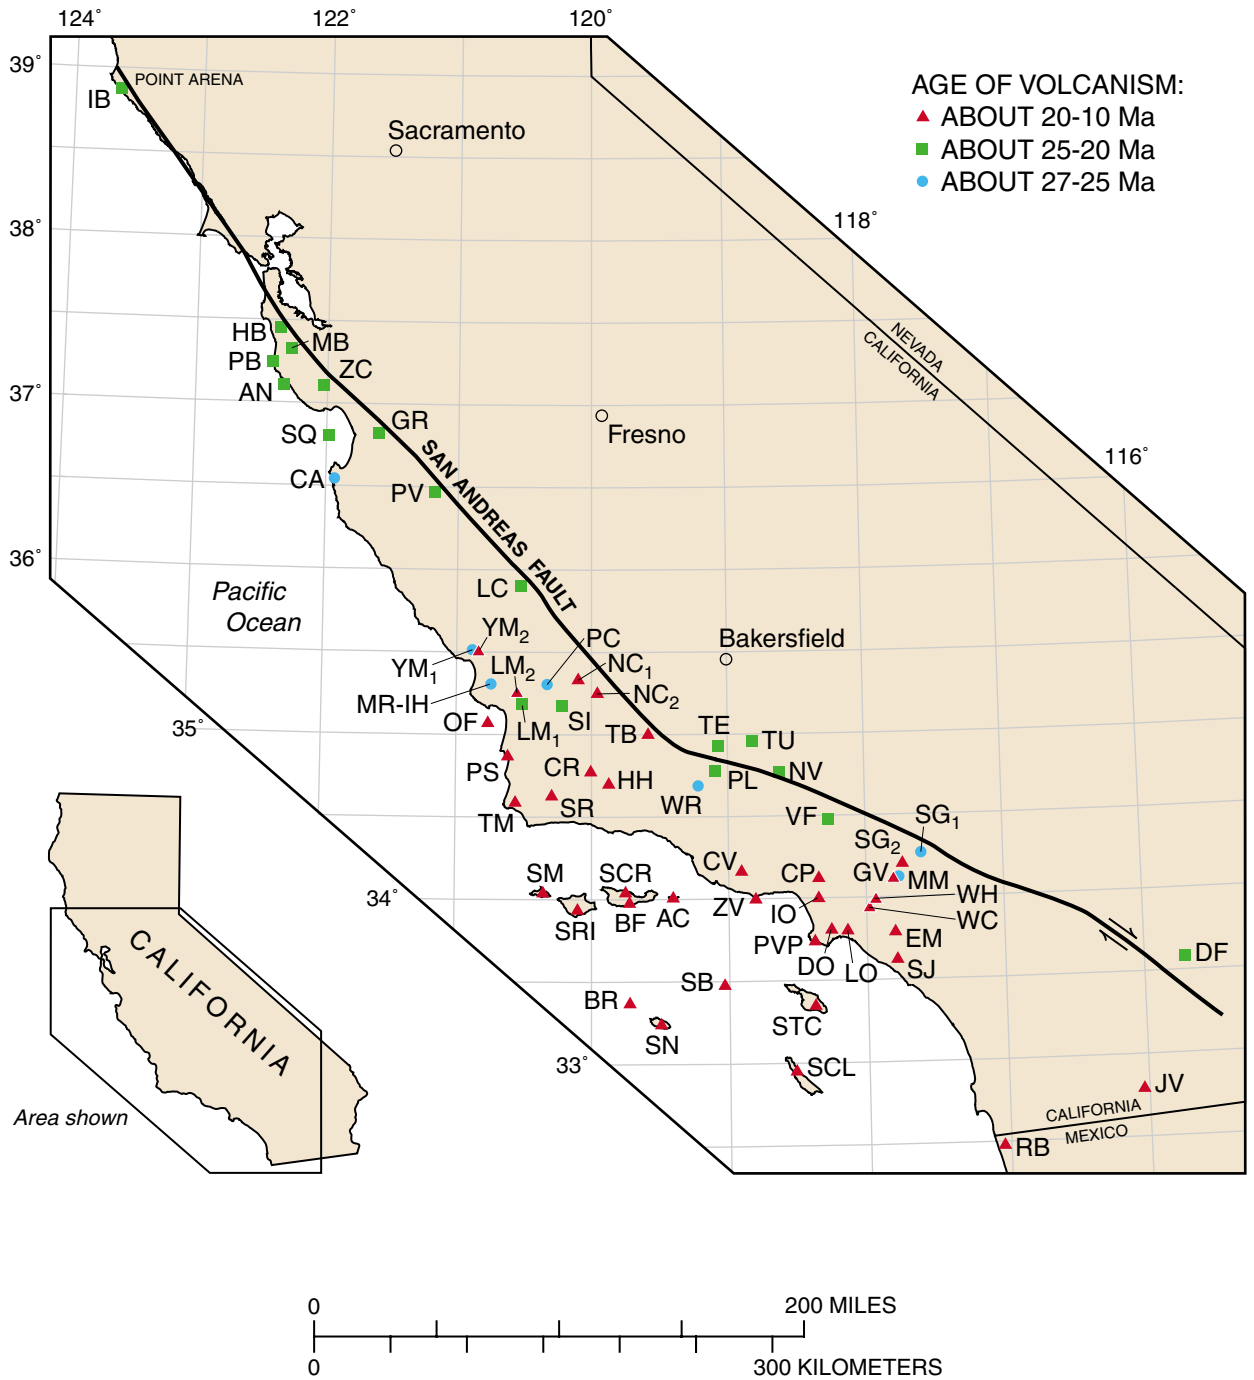 124° 122° 120°
39°
POINT ARENA
IB
AGE OF VOLCANISM:
ABOUT 20-10 Ma
ABOUT 25-20 Ma
ABOUT 27-25 Ma
Sacramento
118°
38°
NEVADA
CALIFORNIA
HB
MB
PB
ZC
AN
37°
GR
SQ
Fresno
SAN ANDREAS FAULT
116°
CA
PV
36°
LC
Pacific
Ocean
YM2
PC
Bakersfield
YM1
LM2
NC1
MR-IH
NC2
OF
LM1
SI
35°
TB
TE
TU
PS
CR
HH
PL
NV
WR
TM
SR
VF
SG1
SG2
CV
CP
GV
MM
SM
SCR
WH
34°
SRI
BF
AC
ZV
IO
WC
PVP
EM
DO
LO
SJ
DF
SB
BR
STC
SN
33°
SCL
JV
CALIFORNIA
MEXICO
RB
CALIFORNIA
Area shown
0 200 MILES
0 300 KILOMETERS